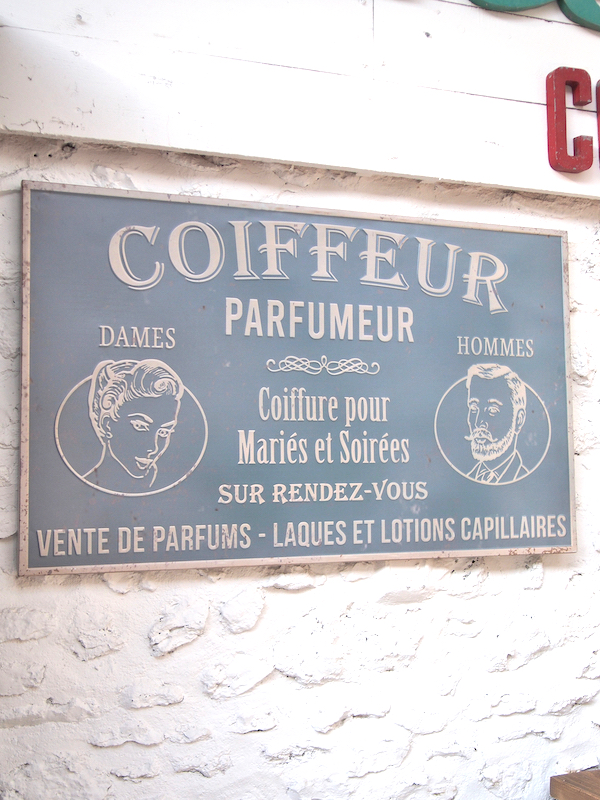 COIFFEUR
PARFUMEUR
DAMES
HOMMES
Coiffure pour
Mariés et Soirées
SUR RENDEZ-VOUS
VENTE DE PARFUMS - LAQUES ET LOTIONS CAPILLAIRES